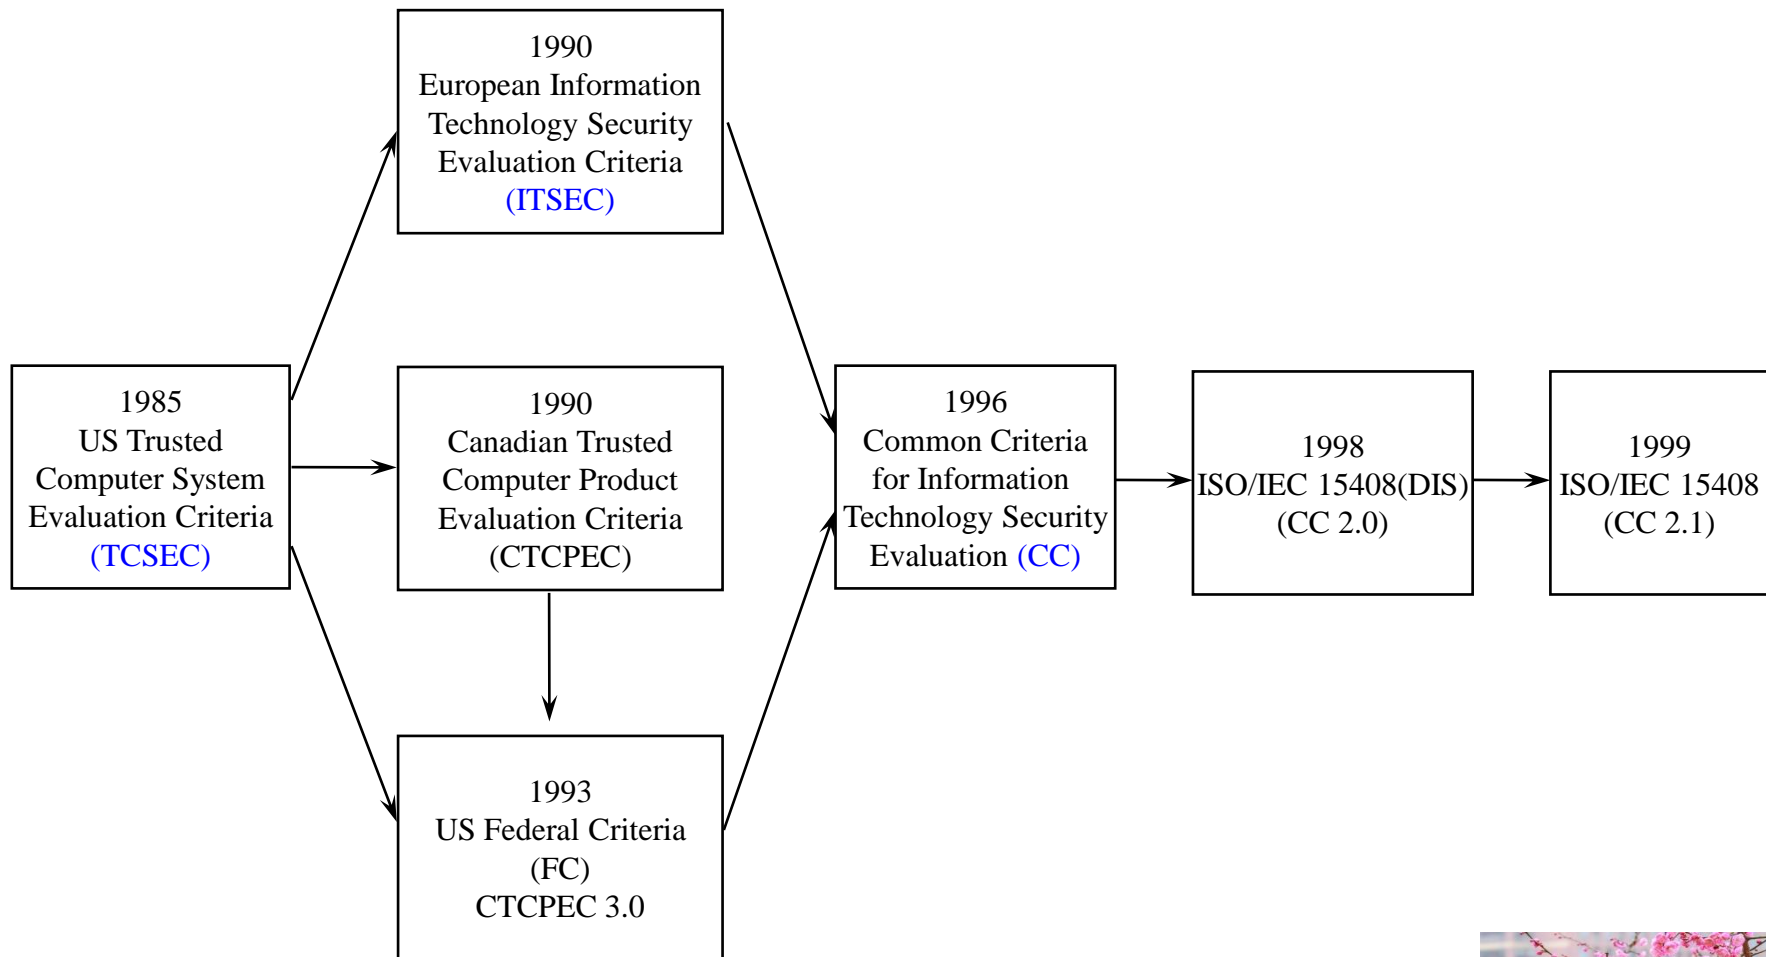 1990
European Information
Technology Security
Evaluation Criteria
(ITSEC)
1985
US Trusted
Computer System
Evaluation Criteria
(TCSEC)
1990
Canadian Trusted
Computer Product
Evaluation Criteria
(CTCPEC)
1993
US Federal Criteria
(FC)
CTCPEC 3.0
1996
Common Criteria
for Information
Technology Security
Evaluation (CC)
1998
ISO/IEC 15408(DIS)
(CC 2.0)
1999
ISO/IEC 15408
(CC 2.1)